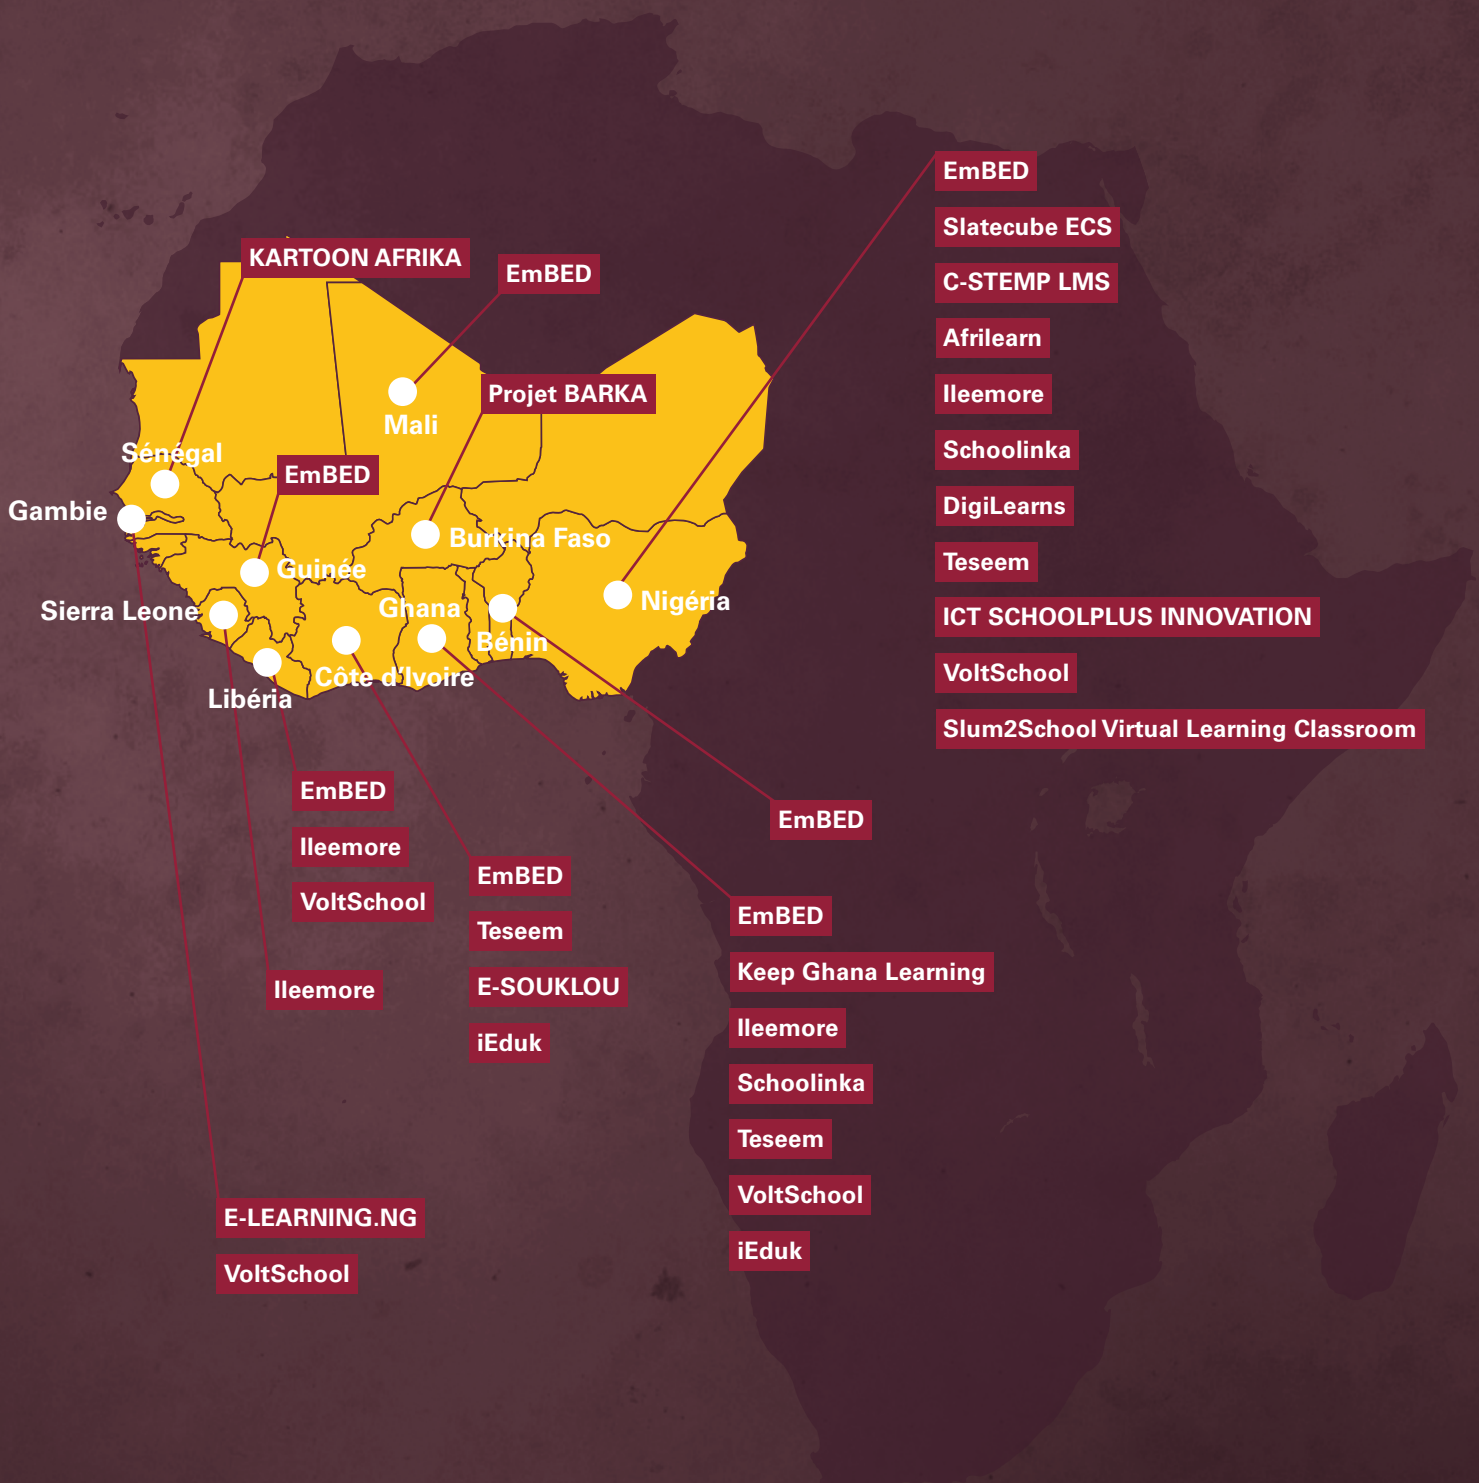 KARTOON AFRIKA
EmBED
Projet BARKA
Mali
Sénégal
EmBED
Gambie
Burkina Faso
Guinée
Sierra Leone
Ghana
Nigéria
Bénin
Côte d'Ivoire
Libéria
EmBED
Slatecube ECS
C-STEMP LMS
Afrilearn
Ileemore
Schoolinka
DigiLearns
Teseem
ICT SCHOOLPLUS INNOVATION
VoltSchool
Slum2School Virtual Learning Classroom
EmBED
Ileemore
VoltSchool
Ileemore
EmBED
Teseem
E-SOUKLOU
iEduk
EmBED
EmBED
Keep Ghana Learning
Ileemore
Schoolinka
Teseem
VoltSchool
iEduk
E-LEARNING.NG
VoltSchool